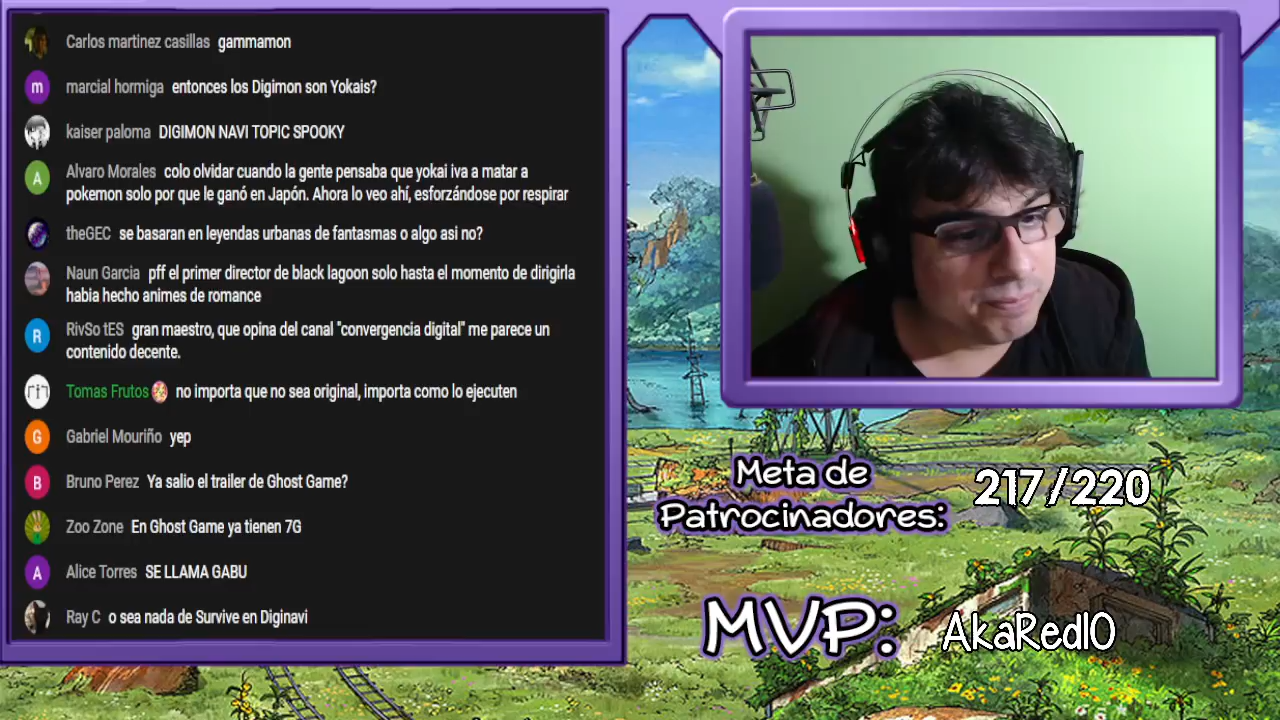 Carlos martinez casillas gammamon
m
marcial hormiga entonces los Digimon son Yokais?
kaiser paloma DIGIMON NAVI TOPIC SPOOKY
A
Alvaro Morales colo olvidar cuando la gente pensaba que yokai iva a matar a
pokemon solo por que le ganó en Japón. Ahora lo veo ahí, esforzándose por respirar
theGEC se basaran en leyendas urbanas de fantasmas o algo asi no?
Naun Garcia pff el primer director de black lagoon solo hasta el momento de dirigirla
habia hecho animes de romance
R
RivSo tES gran maestro, que opina del canal "convergencia digital" me parece un
contenido decente.
Tomas Frutos no importa que no sea original, importa como lo ejecuten
G
Gabriel Mouriño yep
B
Bruno Perez Ya salio el trailer de Ghost Game?
Zoo Zone En Ghost Game ya tienen 7G
A
Alice Torres SE LLAMA GABU
Ray C o sea nada de Survive en Diginavi
Meta de
Patrocinadores:
217/220
MVP:
AkaRed10